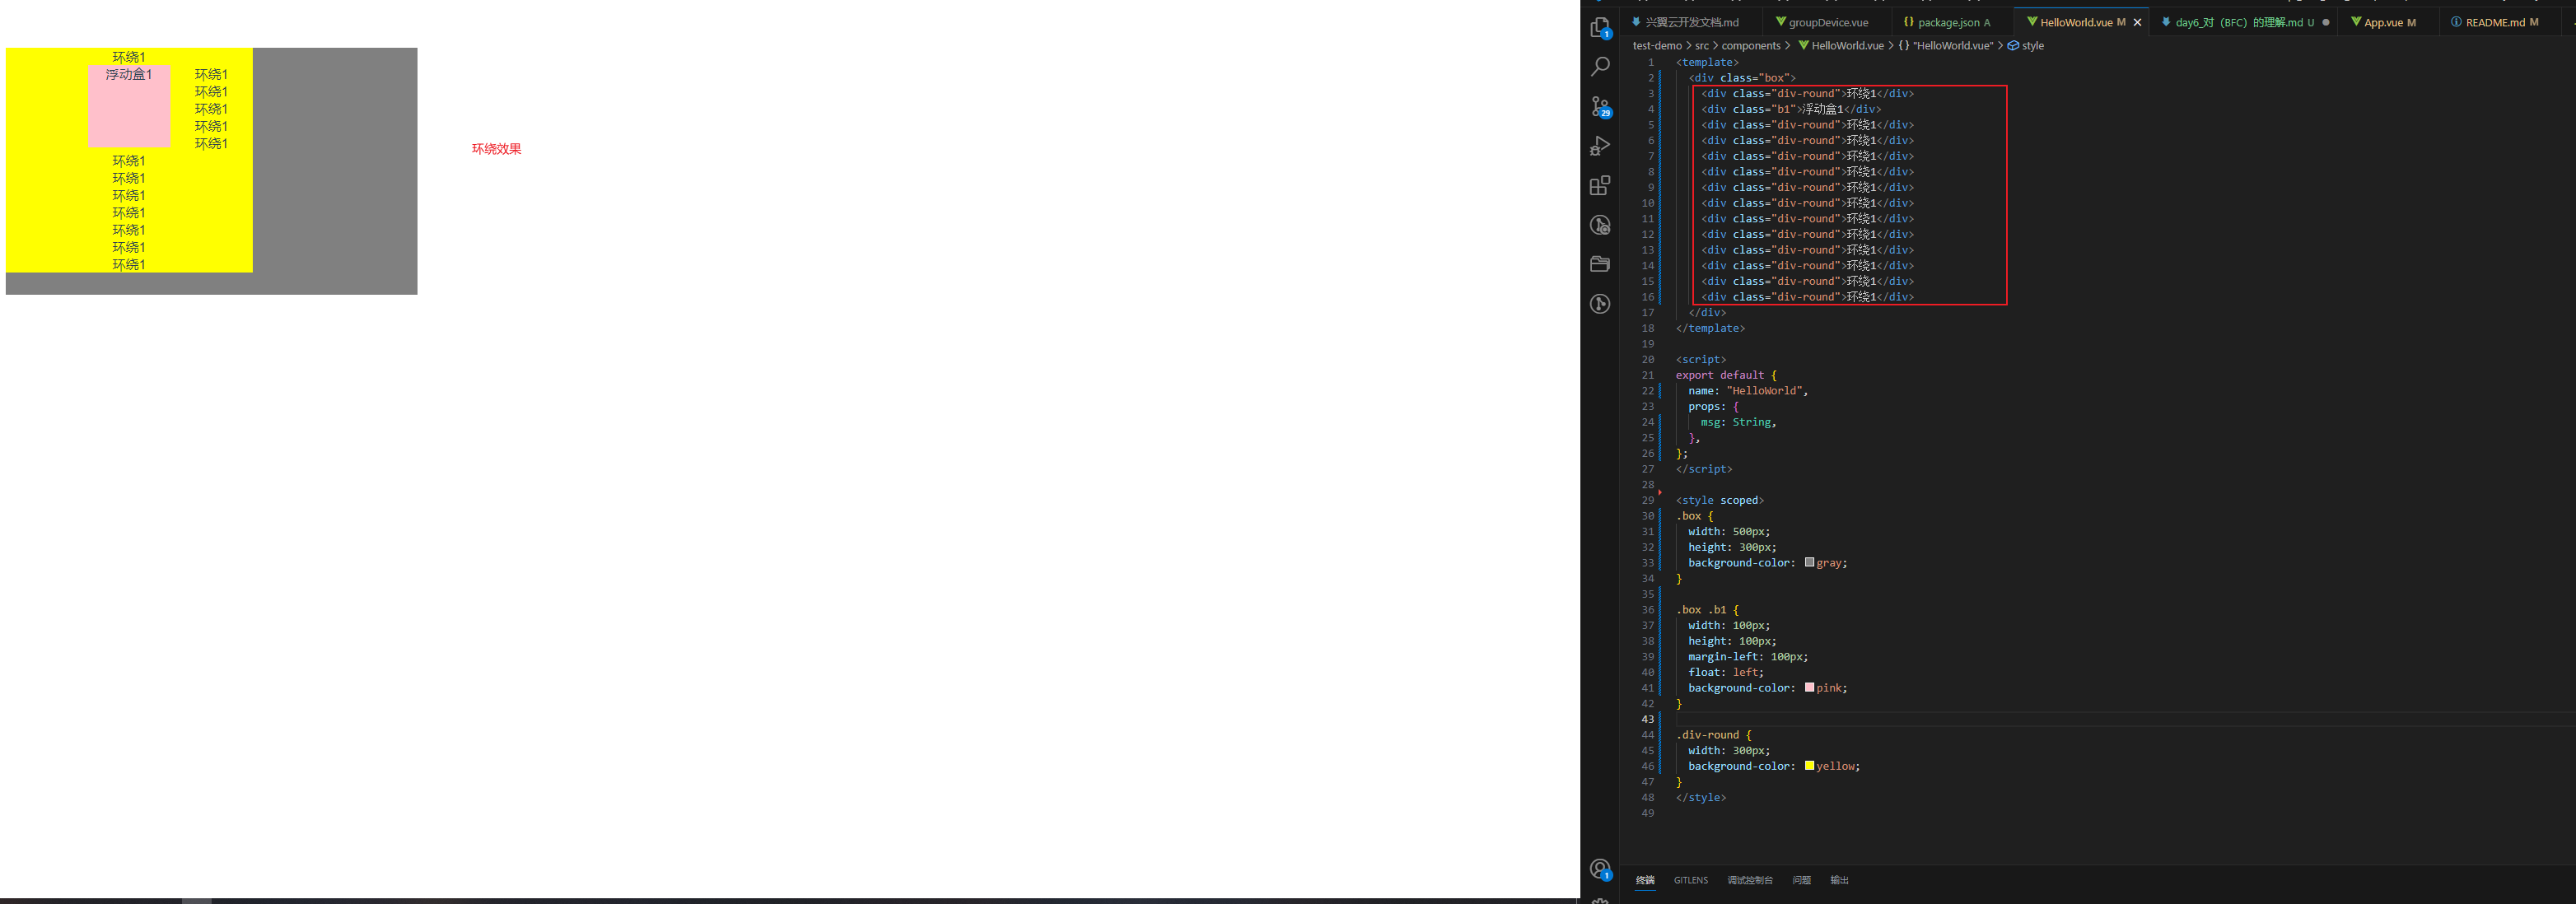 环绕1
浮动盒1
环绕1
环绕1
环绕1
环绕1
环绕1
环绕1
环绕1
环绕1
环绕1
环绕1
环绕1
环绕1
环绕效果
兴翼云开发文档.md
groupDevice.vue
{} package.json A
HelloWorld.vue M
day6_对（BFC）的理解.md U
App.vue M
README.md M
test-demo > src > components > HelloWorld.vue > {} "HelloWorld.vue" > style
1 <template>
2 <div class="box">
3 <div class="div-round">环绕1</div>
4 <div class="b1">浮动盒1</div>
5 <div class="div-round">环绕1</div>
6 <div class="div-round">环绕1</div>
7 <div class="div-round">环绕1</div>
8 <div class="div-round">环绕1</div>
9 <div class="div-round">环绕1</div>
10 <div class="div-round">环绕1</div>
11 <div class="div-round">环绕1</div>
12 <div class="div-round">环绕1</div>
13 <div class="div-round">环绕1</div>
14 <div class="div-round">环绕1</div>
15 <div class="div-round">环绕1</div>
16 <div class="div-round">环绕1</div>
17 </div>
18 </template>
19
20 <script>
21 export default {
22 name: "HelloWorld",
23 props: {
24 msg: String,
25 },
26 };
27 </script>
28
29 <style scoped>
30 .box {
31 width: 500px;
32 height: 300px;
33 background-color: gray;
34 }
35
36 .box .b1 {
37 width: 100px;
38 height: 100px;
39 margin-left: 100px;
40 float: left;
41 background-color: pink;
42 }
43
44 .div-round {
45 width: 300px;
46 background-color: yellow;
47 }
48 </style>
49
1
29
1
终端 GITLENS 调试控制台 问题 输出